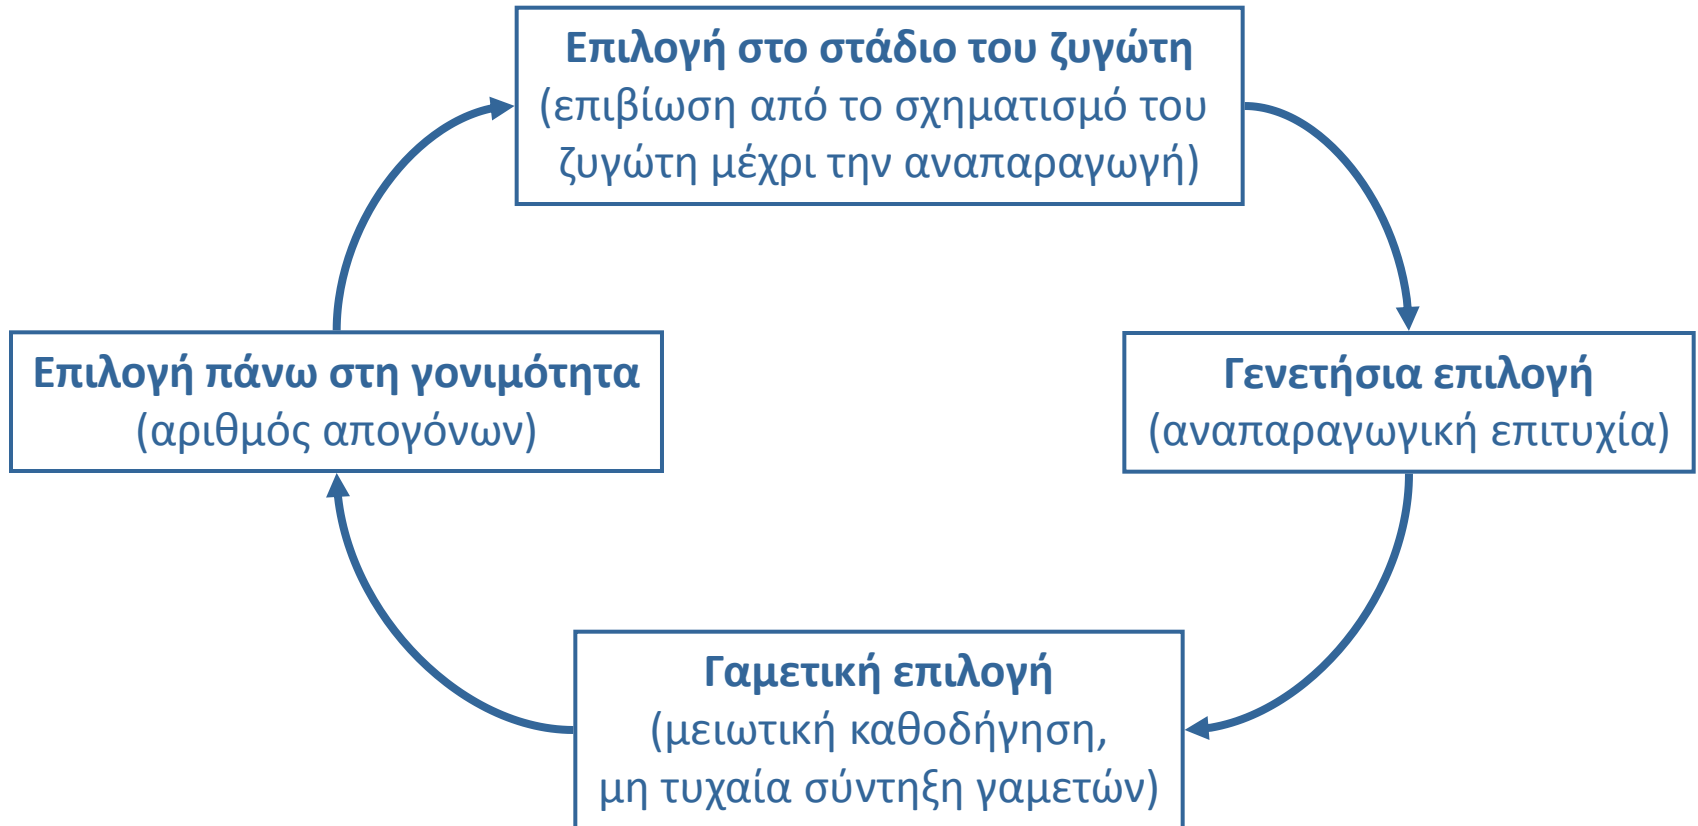 Επιλογή στο στάδιο του ζυγώτη
(επιβίωση από το σχηματισμό του
ζυγώτη μέχρι την αναπαραγωγή)
Επιλογή πάνω στη γονιμότητα
(αριθμός απογόνων)
Γενετήσια επιλογή
(αναπαραγωγική επιτυχία)
Γαμετική επιλογή
(μειωτική καθοδήγηση,
μη τυχαία σύντηξη γαμετών)